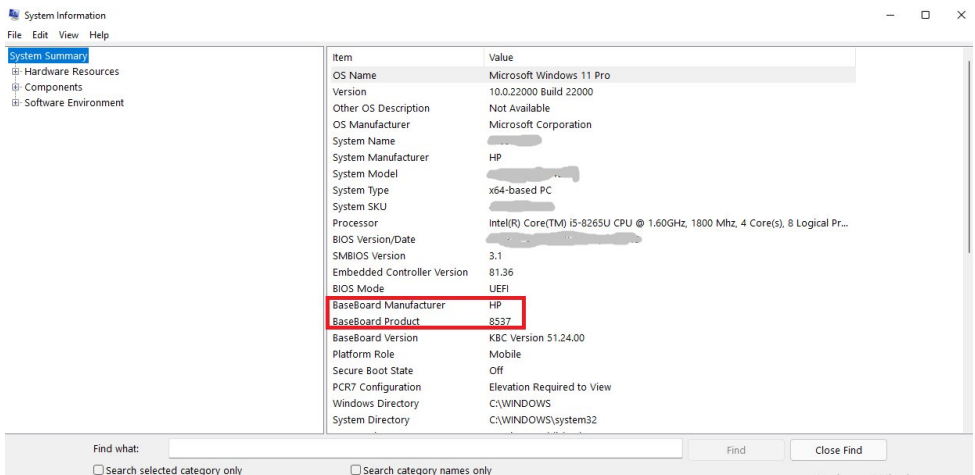 System Information
File Edit View Help
System Summary
Hardware Resources
Components
Software Environment
Item Value
OS Name Microsoft Windows 11 Pro
Version 10.0.22000 Build 22000
Other OS Description Not Available
OS Manufacturer Microsoft Corporation
System Name
System Manufacturer HP
System Model
System Type x64-based PC
System SKU
Processor Intel(R) Core(TM) i5-8265U CPU @ 1.60GHz, 1800 Mhz, 4 Core(s), 8 Logical Pr...
BIOS Version/Date
SMBIOS Version 3.1
Embedded Controller Version 81.36
BIOS Mode UEFI
BaseBoard Manufacturer HP
BaseBoard Product 8537
BaseBoard Version KBC Version 51.24.00
Platform Role Mobile
Secure Boot State Off
PCR7 Configuration Elevation Required to View
Windows Directory C:\WINDOWS
System Directory C:\WINDOWS\system32
Find what: Find Close Find
Search selected category only Search category names only